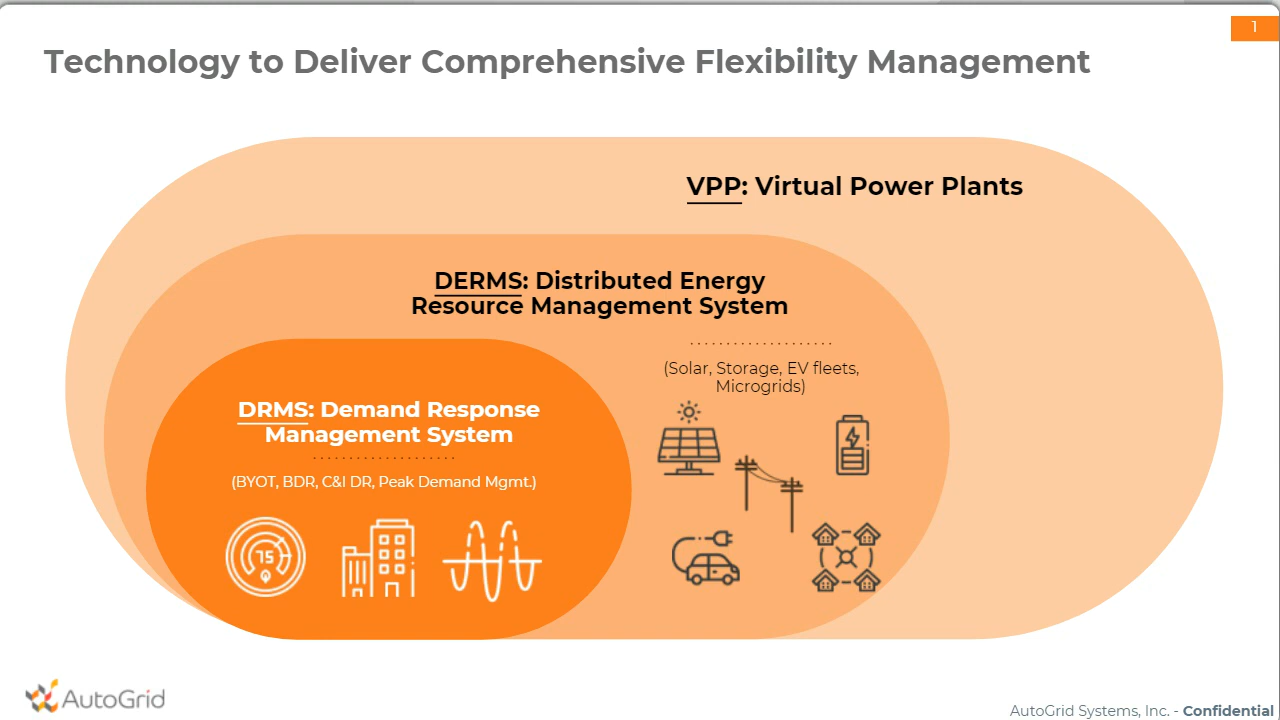 1
Technology to Deliver Comprehensive Flexibility Management
VPP: Virtual Power Plants
DERMS: Distributed Energy
Resource Management System
(Solar, Storage, EV fleets,
Microgrids)
DRMS: Demand Response
Management System
(BYOT, BDR, C&I DR, Peak Demand Mgmt.)
75
AutoGrid
AutoGrid Systems, Inc. - Confidential